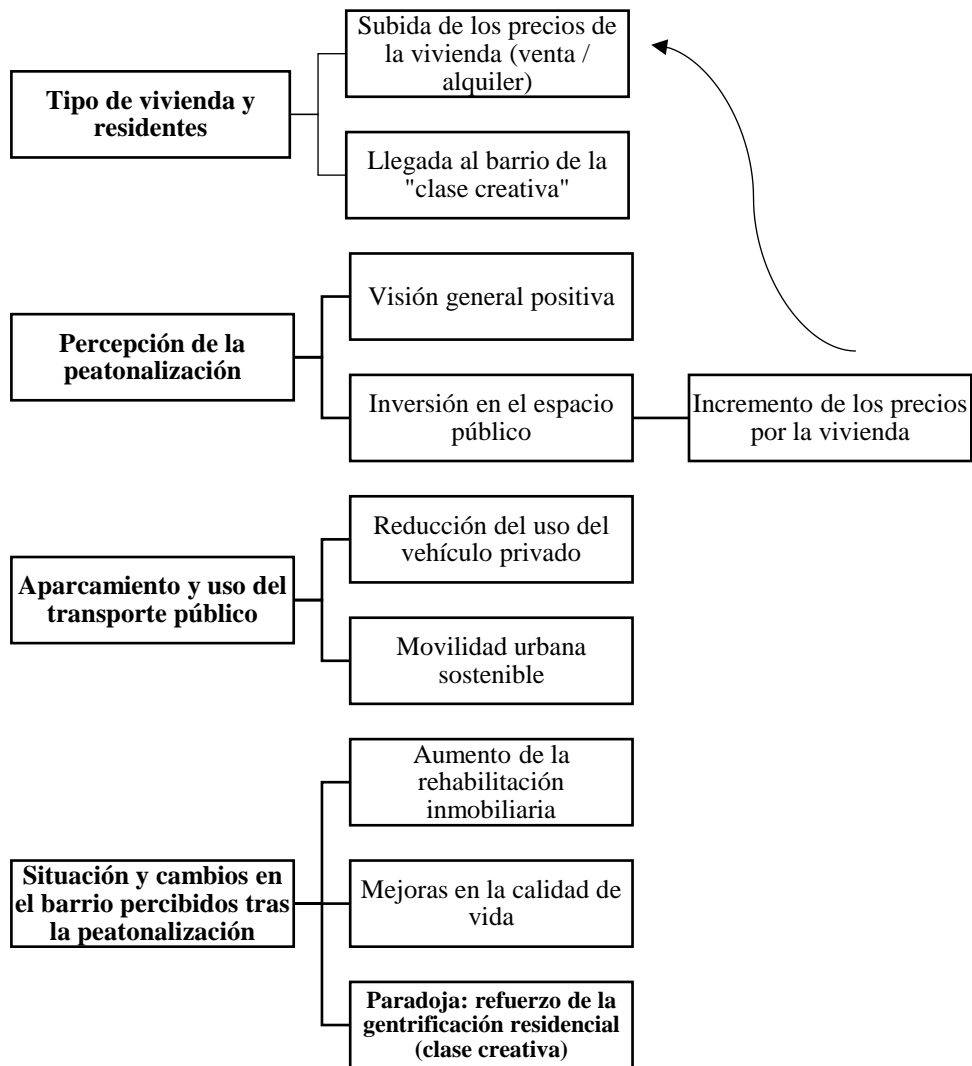 Subida de los precios de
la vivienda (venta /
alquiler)
Tipo de vivienda y
residentes
Llegada al barrio de la
"clase creativa"
Visión general positiva
Percepción de la
peatonalización
Inversión en el espacio
público
Incremento de los precios
por la vivienda
Reducción del uso del
vehículo privado
Aparcamiento y uso del
transporte público
Movilidad urbana
sostenible
Aumento de la
rehabilitación
inmobiliaria
Situación y cambios en
el barrio percibidos tras
la peatonalización
Mejoras en la calidad de
vida
Paradoja: refuerzo de la
gentrificación residencial
(clase creativa)